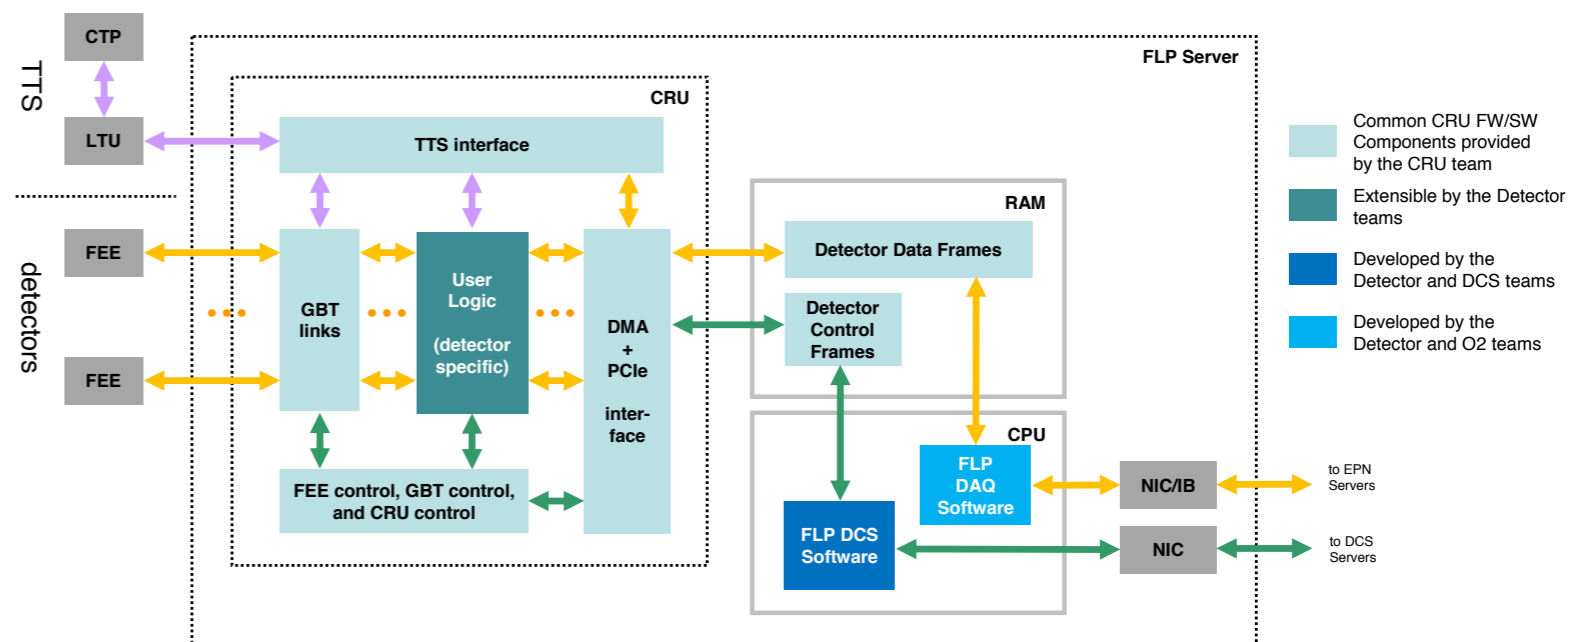 CTP
TTS
LTU
FLP Server
CRU
TTS interface
detectors
FEE
FEE
GBT
links
User
Logic
(detector
specific)
DMA
+
PCIe
inter-
face
FEE control, GBT control,
and CRU control
RAM
Detector Data Frames
Detector
Control
Frames
CPU
FLP
DAQ
Software
FLP DCS
Software
NIC/IB
NIC
to EPN
Servers
to DCS
Servers
Common CRU FW/SW
Components provided
by the CRU team
Extensible by the Detector
teams
Developed by the
Detector and DCS teams
Developed by the
Detector and O2 teams